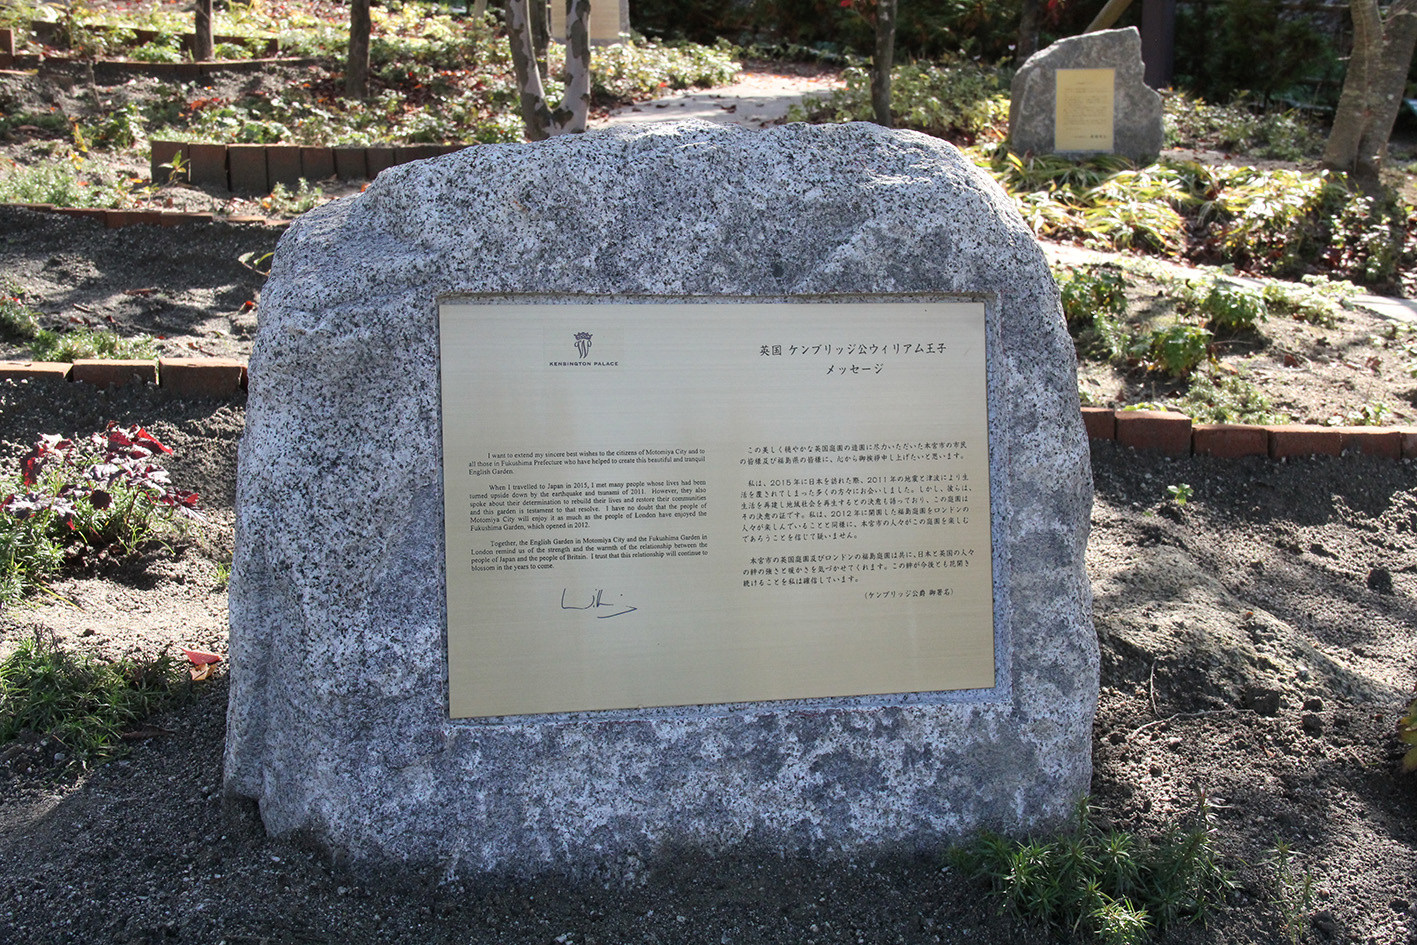 KENSINGTON PALACE
I want to extend my sincere best wishes to the citizens of Motomiya City and to
all those in Fukushima Prefecture who have helped to create this beautiful and tranquil
English Garden.
When I travelled to Japan in 2015, I met many people whose lives had been
turned upside down by the earthquake and tsunami of 2011. However, they also
spoke about their determination to rebuild their lives and restore their communities
and this garden is testament to that resolve. I have no doubt that the people of
Motomiya City will enjoy it as much as the people of London have enjoyed the
Fukushima Garden, which opened in 2012.
Together, the English Garden in Motomiya City and the Fukushima Garden in
London remind us of the strength and the warmth of the relationship between the
people of Japan and the people of Britain. I trust that this relationship will continue to
blossom in the years to come.
英国 ケンブリッジ公ウィリアム王子
メッセージ
この美しく穏やかな英国庭園の造園に尽力いただいた本宮市の市民
の皆様及び福島県の皆様に、心から御挨拶申し上げたいと思います。
私は、2015年に日本を訪れた際、2011年の地震と津波により生
活を覆されてしまった多くの方々にお会いしました。しかし、彼らは、
生活を再建し地域社会を再生するとの決意も語っており、この庭園は
その決意の証です。私は、2012年に開園した福島庭園をロンドンの
人々が楽しんでいることと同様に、本宮市の人々がこの庭園を楽しむ
であろうことを信じて疑いません。
本宮市の英国庭園及びロンドンの福島庭園は共に、日本と英国の人々
の絆の強さと暖かさを気づかせてくれます。この絆が今後とも花開き
続けることを私は確信しています。
(ケンブリッジ公爵 御署名)